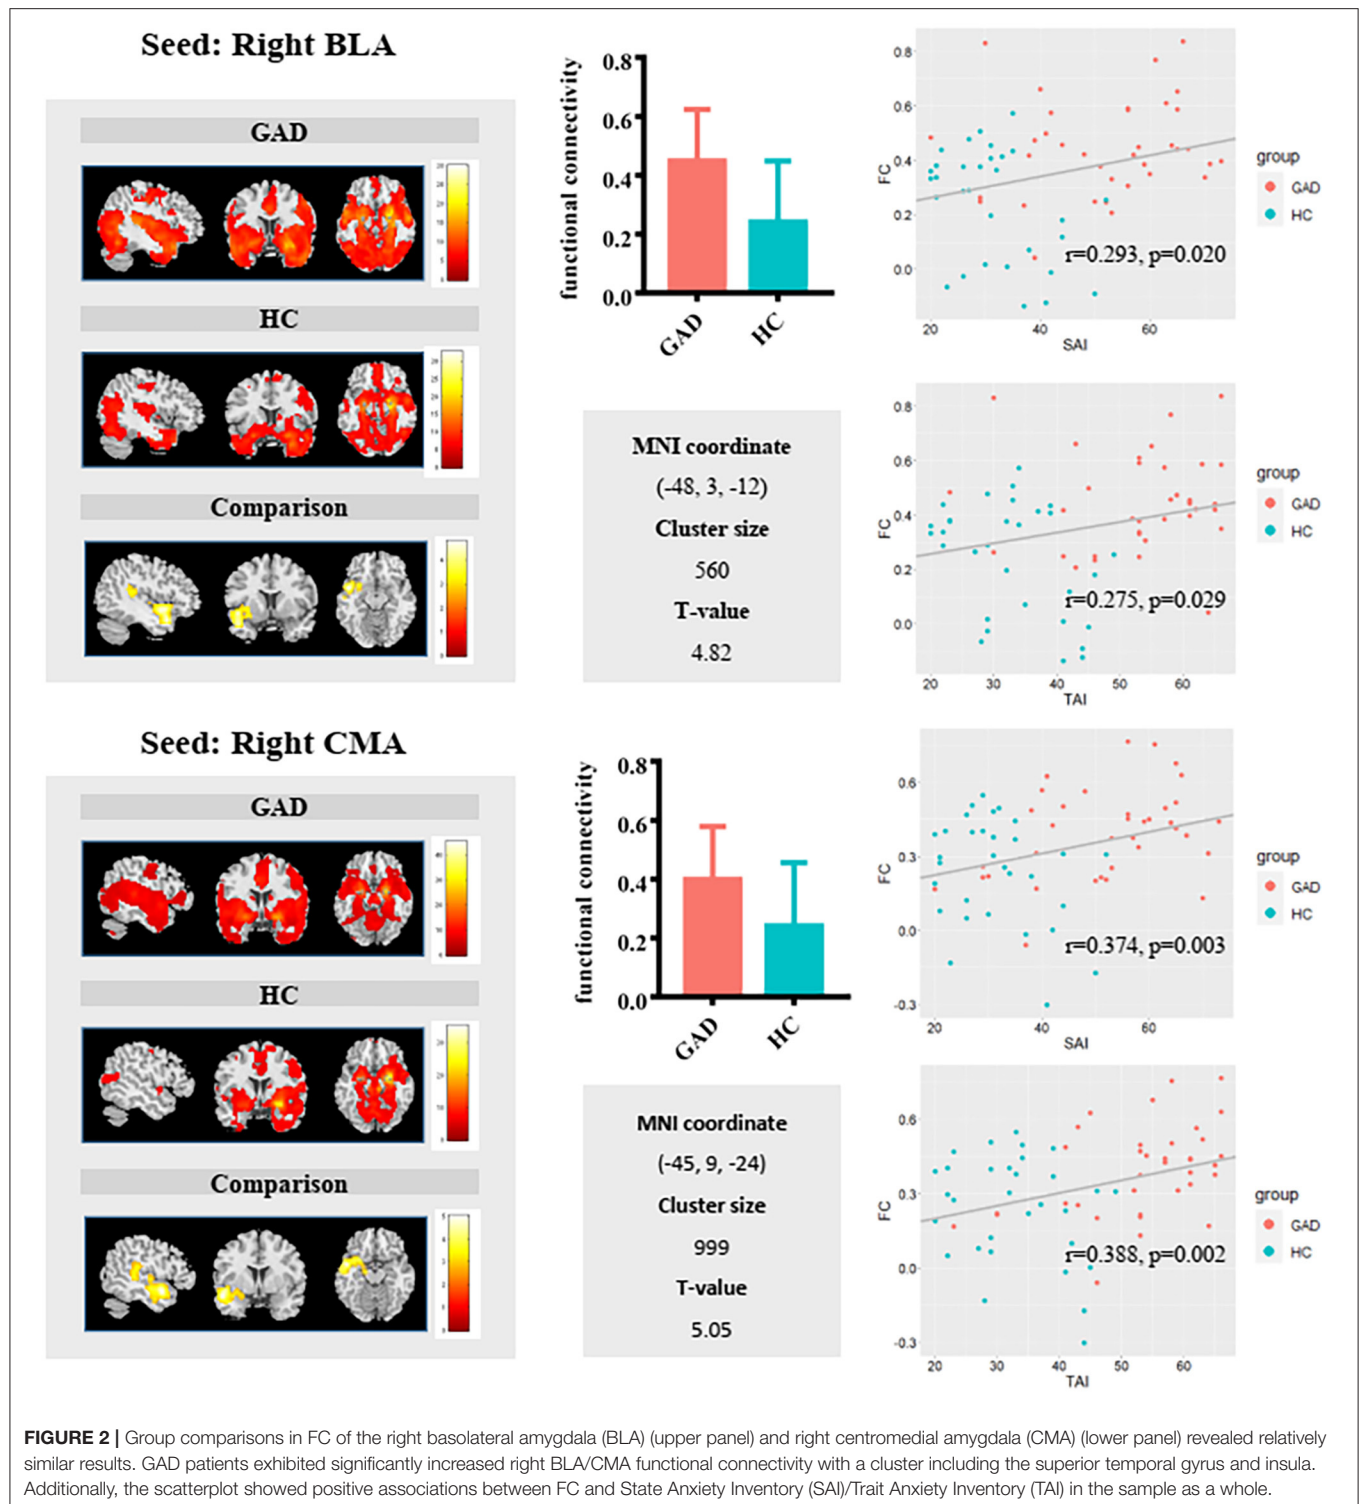 Seed: Right BLA
GAD
HC
Comparison
functional connectivity
0.8
0.6
0.4
0.2
0.0
GAD
HC
MNI coordinate
(-48, 3, -12)
Cluster size
560
T-value
4.82
FC
0.8
0.6
0.4
0.2
0.0
r=0.293, p=0.020
20
40
60
SAI
group
GAD
HC
FC
0.8
0.6
0.4
0.2
0.0
r=0.275, p=0.029
20
30
40
50
60
TAI
group
GAD
HC
Seed: Right CMA
GAD
HC
Comparison
functional connectivity
0.8
0.6
0.4
0.2
0.0
GAD
HC
MNI coordinate
(-45, 9, -24)
Cluster size
999
T-value
5.05
FC
0.6
0.3
0.0
-0.3
r=0.374, p=0.003
20
40
60
SAI
group
GAD
HC
FC
0.6
0.3
0.0
-0.3
r=0.388, p=0.002
20
30
40
50
60
TAI
group
GAD
HC
FIGURE 2 | Group comparisons in FC of the right basolateral amygdala (BLA) (upper panel) and right centromedial amygdala (CMA) (lower panel) revealed relatively
similar results. GAD patients exhibited significantly increased right BLA/CMA functional connectivity with a cluster including the superior temporal gyrus and insula.
Additionally, the scatterplot showed positive associations between FC and State Anxiety Inventory (SAI)/Trait Anxiety Inventory (TAI) in the sample as a whole.